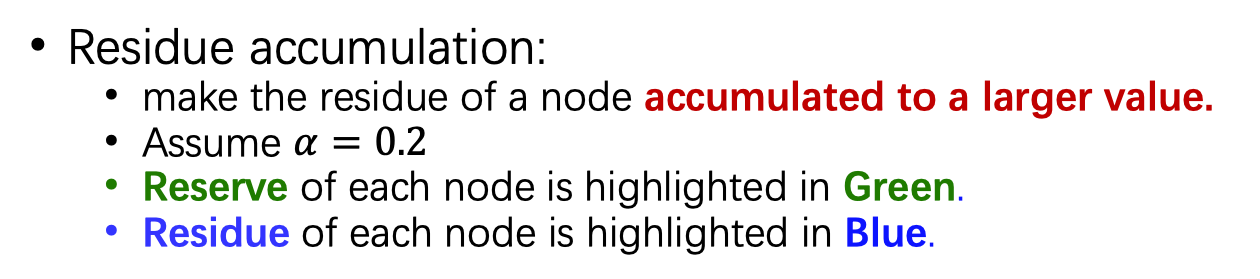 • Residue accumulation:
• make the residue of a node accumulated to a larger value.
• Assume α = 0.2
• Reserve of each node is highlighted in Green.
• Residue of each node is highlighted in Blue.